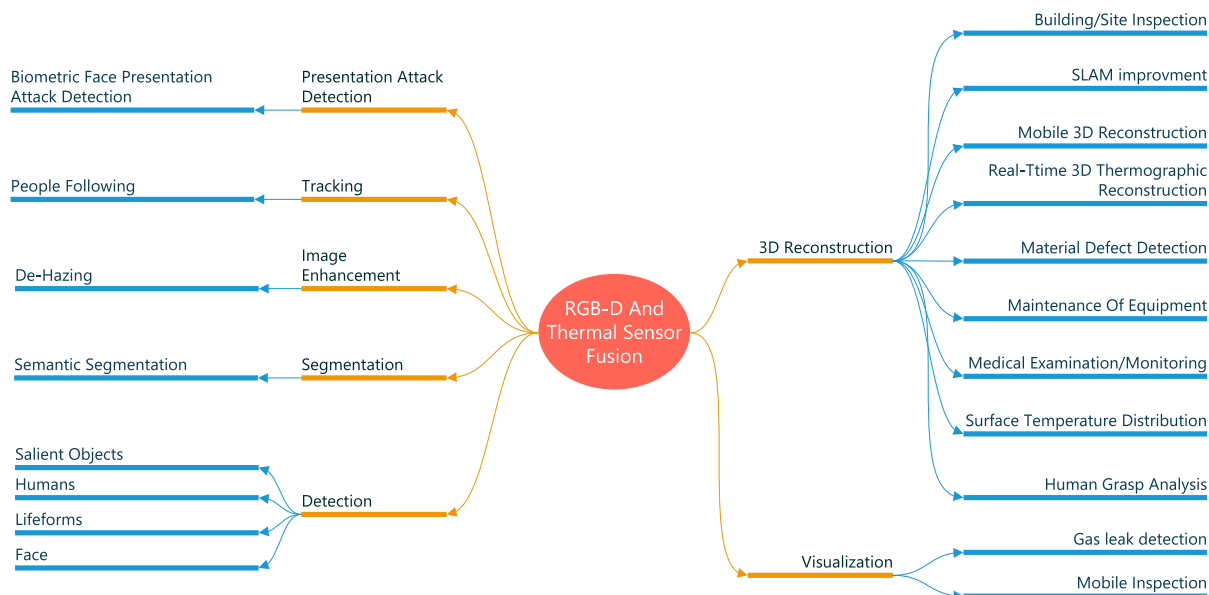 Building/Site Inspection
SLAM improvment
Mobile 3D Reconstruction
Real-Ttime 3D Thermographic
Reconstruction
3D Reconstruction
Material Defect Detection
Maintenance Of Equipment
Medical Examination/Monitoring
Surface Temperature Distribution
Human Grasp Analysis
Gas leak detection
Visualization
Mobile Inspection
RGB-D And
Thermal Sensor
Fusion
Presentation Attack
Detection
Biometric Face Presentation
Attack Detection
Tracking
People Following
Image
Enhancement
De-Hazing
Segmentation
Semantic Segmentation
Detection
Salient Objects
Humans
Lifeforms
Face